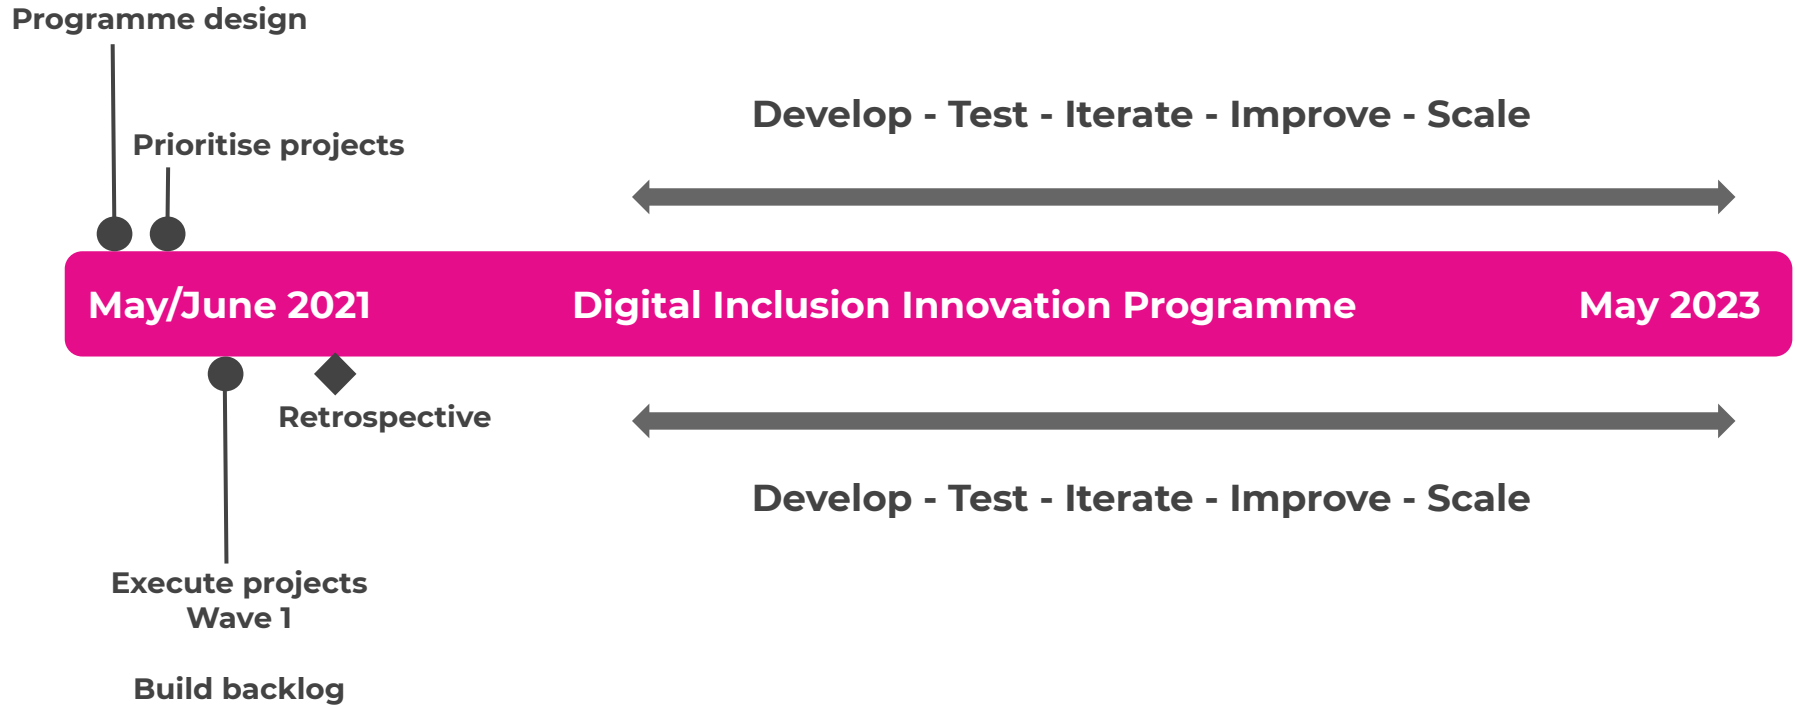 Programme design
Prioritise projects
Develop - Test - Iterate - Improve - Scale
May/June 2021
Digital Inclusion Innovation Programme
May 2023
Retrospective
Develop - Test - Iterate - Improve - Scale
Execute projects
Wave 1
Build backlog